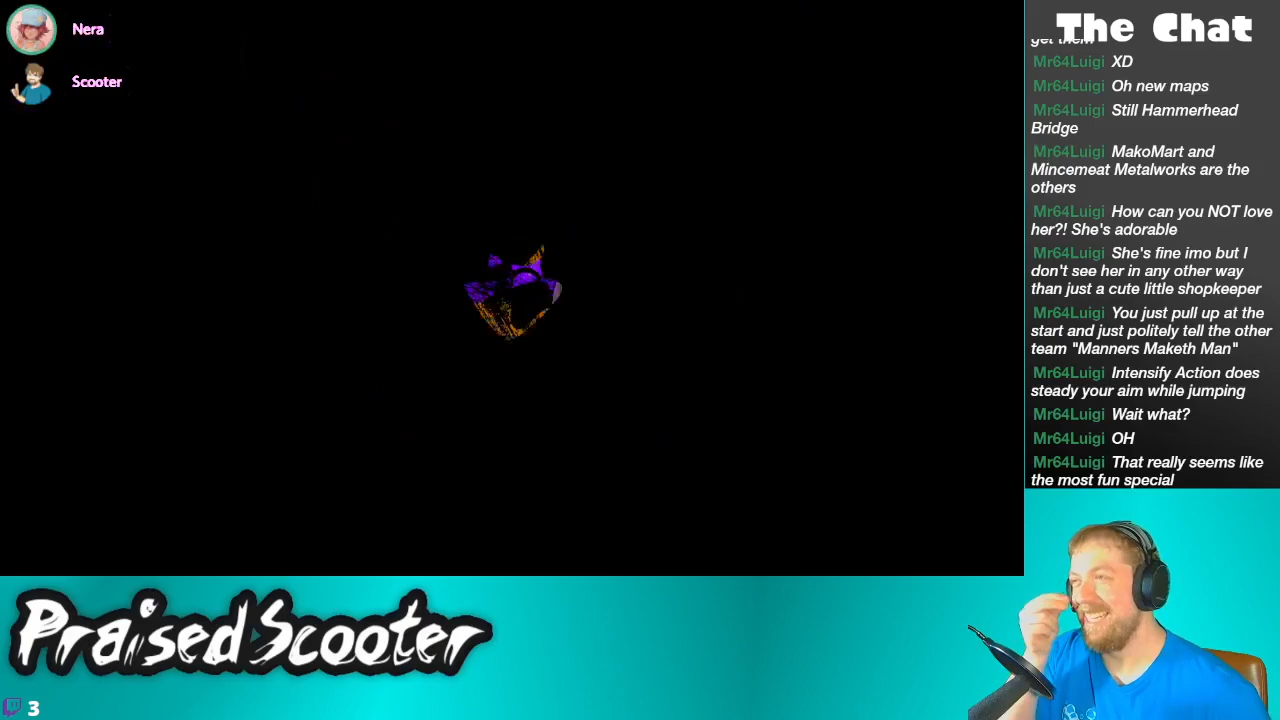 Nera
Scooter
The Chat
get them
Mr64Luigi XD
Mr64Luigi Oh new maps
Mr64Luigi Still Hammerhead
Bridge
Mr64Luigi MakoMart and
Mincemeat Metalworks are the
others
Mr64Luigi How can you NOT love
her?! She's adorable
Mr64Luigi She's fine imo but I
don't see her in any other way
than just a cute little shopkeeper
Mr64Luigi You just pull up at the
start and just politely tell the other
team "Manners Maketh Man"
Mr64Luigi Intensify Action does
steady your aim while jumping
Mr64Luigi Wait what?
Mr64Luigi OH
Mr64Luigi That really seems like
the most fun special
PraisedScooter
3